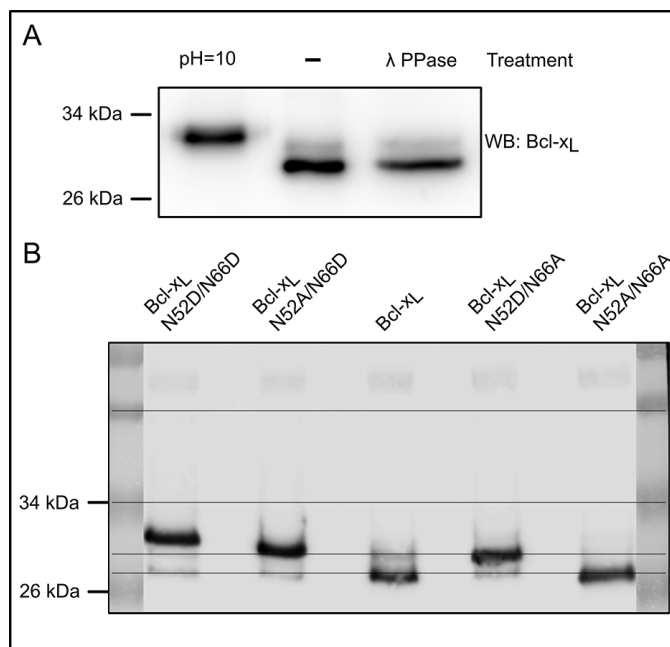 A
pH=10 – λ PPase Treatment
34 kDa
WB: Bcl-xL
26 kDa
B
Bcl-xL
N52D/N66D
Bcl-xL
N52A/N66D
Bcl-xL
Bcl-xL
N52D/N66A
Bcl-xL
N52A/N66A
34 kDa
26 kDa